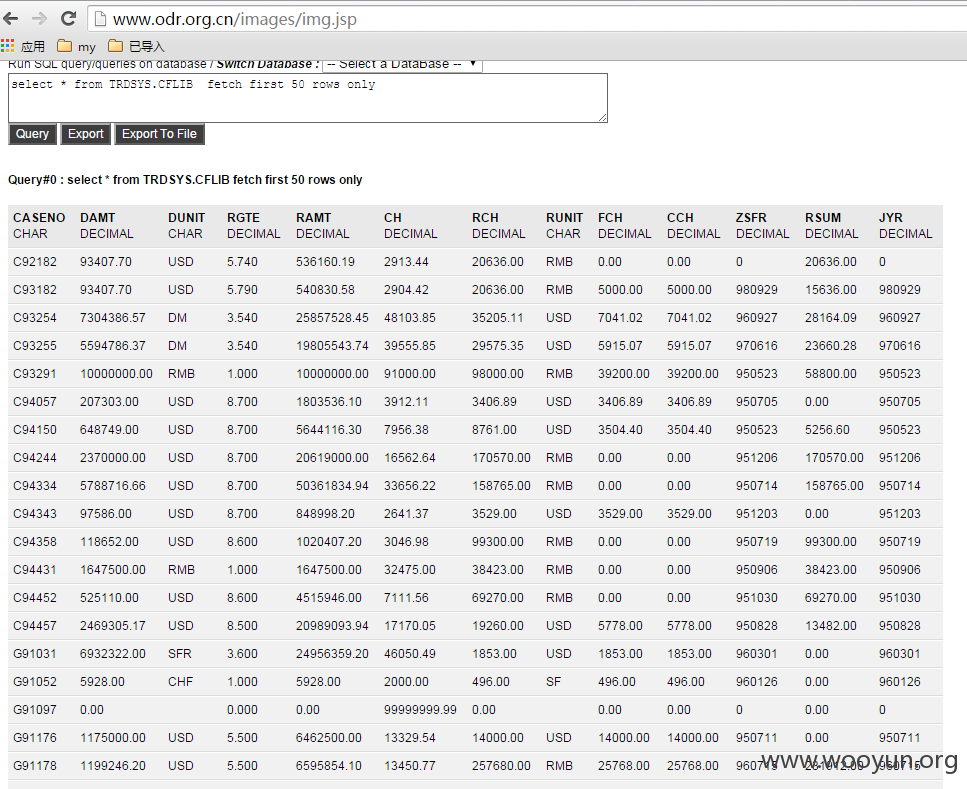 www.odr.org.cn/images/img.jsp
应用 my 已导入
Run SQL query/queries on database / Switch Database : -- Select a DataBase --
select * from TRDSYS.CFLIB fetch first 50 rows only
Query Export Export To File
Query#0 : select * from TRDSYS.CFLIB fetch first 50 rows only
CASENO DAMT DUNIT RGTE RAMT CH RCH RUNIT FCH CCH ZSFR RSUM JYR
CHAR DECIMAL CHAR DECIMAL DECIMAL DECIMAL DECIMAL CHAR DECIMAL DECIMAL DECIMAL DECIMAL DECIMAL
C92182 93407.70 USD 5.740 536160.19 2913.44 20636.00 RMB 0.00 0.00 0 20636.00 0
C93182 93407.70 USD 5.790 540830.58 2904.42 20636.00 RMB 5000.00 5000.00 980929 15636.00 980929
C93254 7304386.57 DM 3.540 25857528.45 48103.85 35205.11 USD 7041.02 7041.02 960927 28164.09 960927
C93255 5594786.37 DM 3.540 19805543.74 39555.85 29575.35 USD 5915.07 5915.07 970616 23660.28 970616
C93291 10000000.00 RMB 1.000 10000000.00 91000.00 98000.00 RMB 39200.00 39200.00 950523 58800.00 950523
C94057 207303.00 USD 8.700 1803536.10 3912.11 3406.89 USD 3406.89 3406.89 950705 0.00 950705
C94150 648749.00 USD 8.700 5644116.30 7956.38 8761.00 USD 3504.40 3504.40 950523 5256.60 950523
C94244 2370000.00 USD 8.700 20619000.00 16562.64 170570.00 RMB 0.00 0.00 951206 170570.00 951206
C94334 5788716.66 USD 8.700 50361834.94 33656.22 158765.00 RMB 0.00 0.00 950714 158765.00 950714
C94343 97586.00 USD 8.700 848998.20 2641.37 3529.00 USD 3529.00 3529.00 951203 0.00 951203
C94358 118652.00 USD 8.600 1020407.20 3046.98 99300.00 RMB 0.00 0.00 950719 99300.00 950719
C94431 1647500.00 RMB 1.000 1647500.00 32475.00 38423.00 RMB 0.00 0.00 950906 38423.00 950906
C94452 525110.00 USD 8.600 4515946.00 7111.56 69270.00 RMB 0.00 0.00 951030 69270.00 951030
C94457 2469305.17 USD 8.500 20989093.94 17170.05 19260.00 USD 5778.00 5778.00 950828 13482.00 950828
G91031 6932322.00 SFR 3.600 24956359.20 46050.49 1853.00 USD 1853.00 1853.00 960301 0.00 960301
G91052 5928.00 CHF 1.000 5928.00 2000.00 496.00 SF 496.00 496.00 960126 0.00 960126
G91097 0.00 0.000 0.00 99999999.99 0.00 0.00 0.00 0 0.00 0
G91176 1175000.00 USD 5.500 6462500.00 13329.54 14000.00 USD 14000.00 14000.00 950711 0.00 950711
G91178 1199246.20 USD 5.500 6595854.10 13450.77 257680.00 RMB 25768.00 25768.00
www.wooyun.org